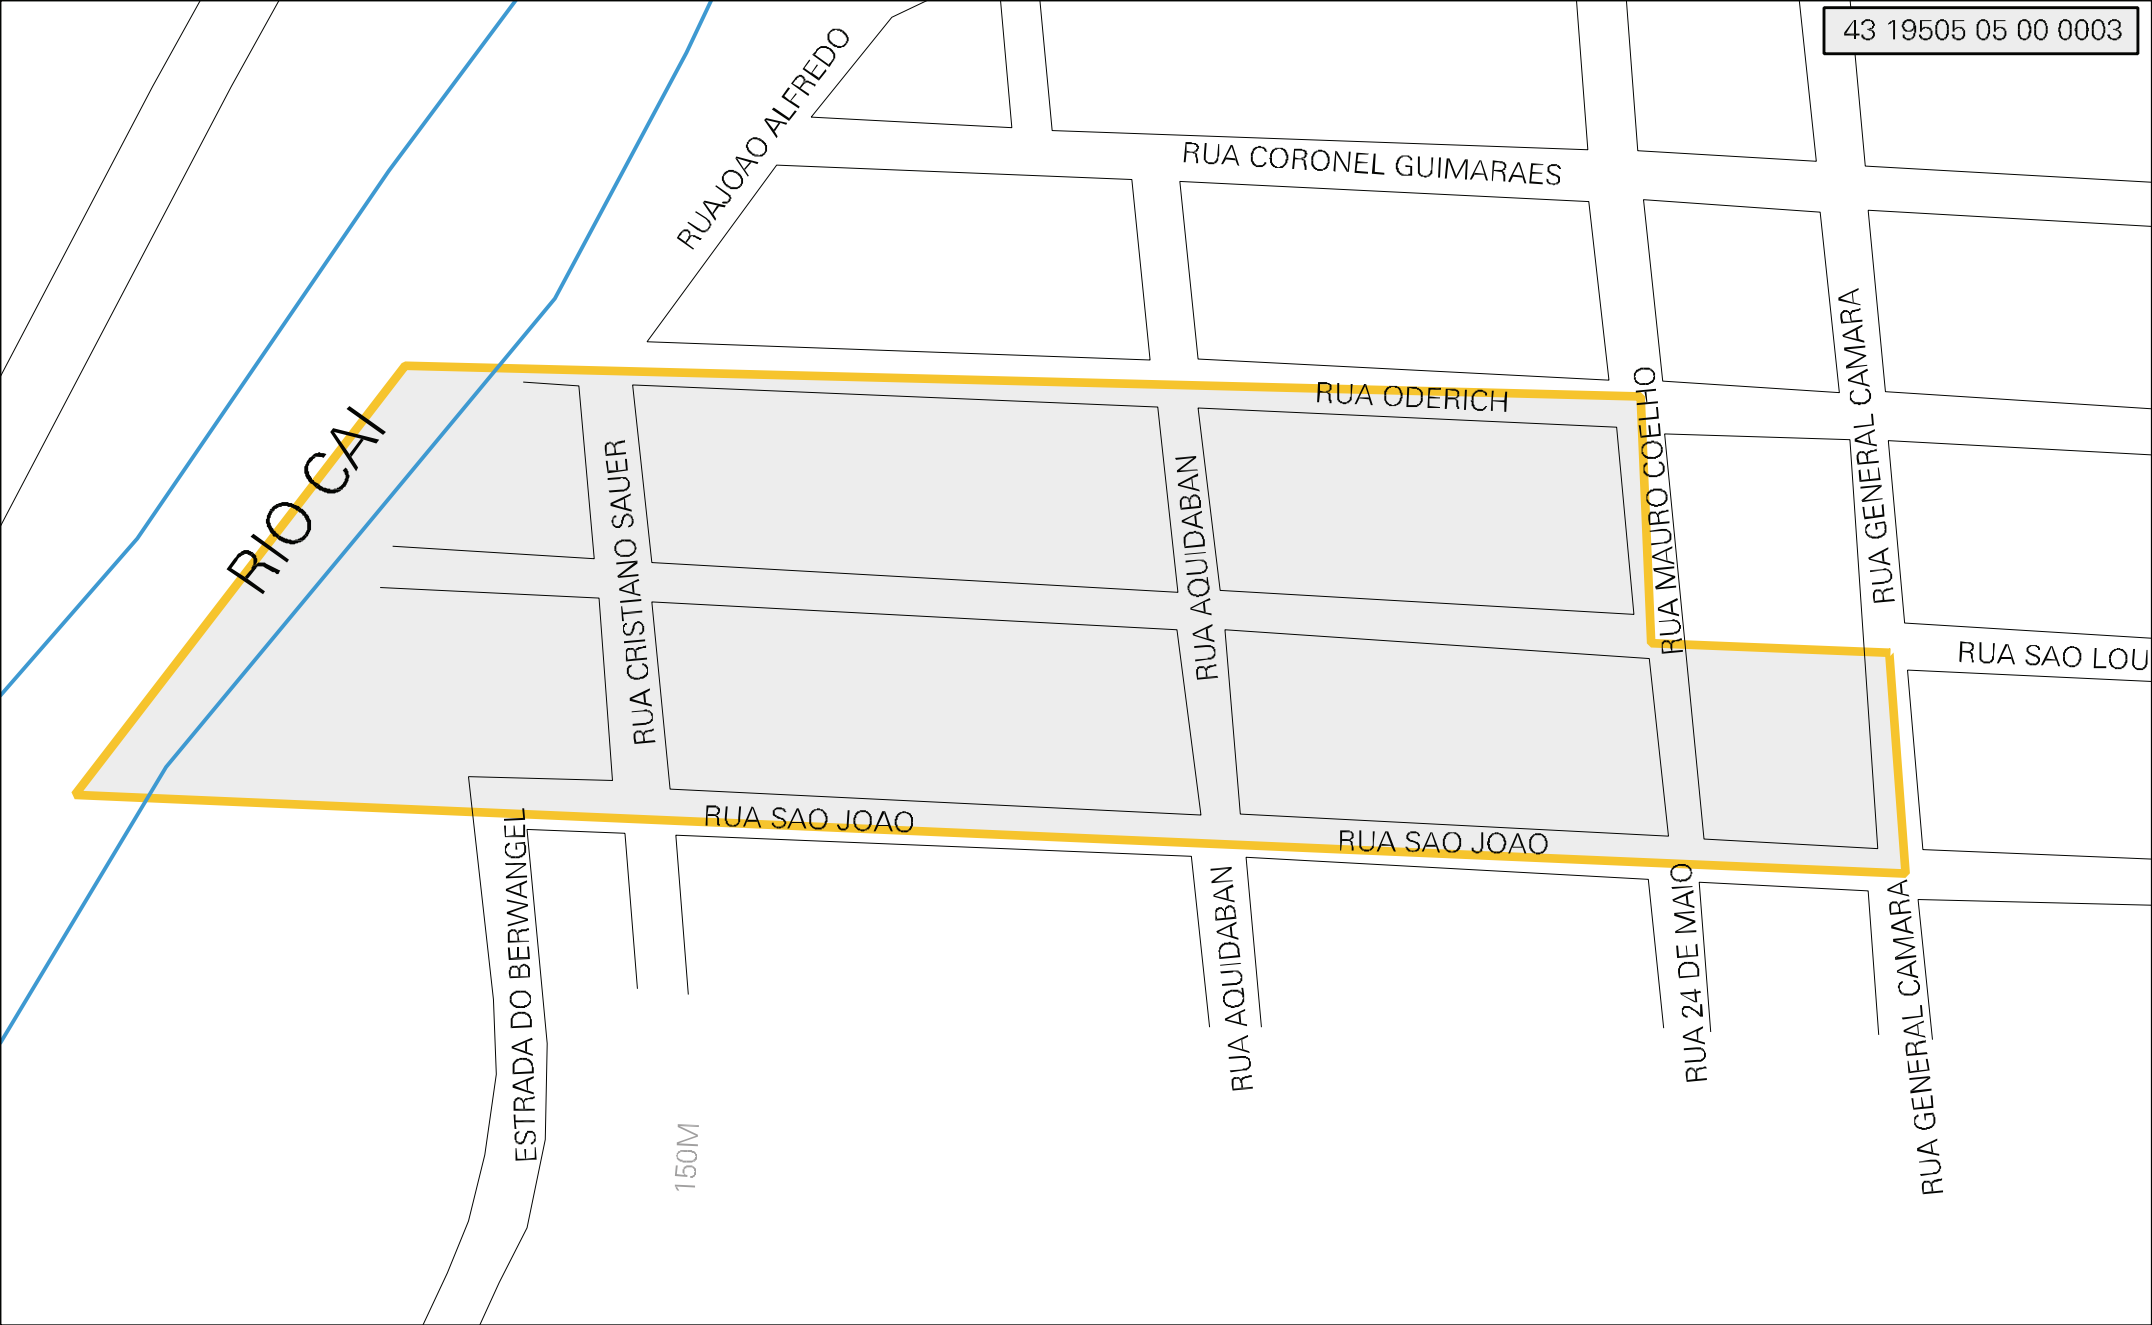 43 19505 05 00 0003
RUAJOAO ALFREDO
RUA CORONEL GUIMARAES
RUA GENERAL CAMARA
RUA ODERICH
RUA MAURO COELHO
RIO CAI
RUA CRISTIANO SAUER
RUA AQUIDABAN
RUA SAO LOU
RUA SAO JOAO
RUA SAO JOAO
ESTRADA DO BERWANGEL
RUA AQUIDABAN
RUA 24 DE MAIO
RUA GENERAL CAMARA
150M